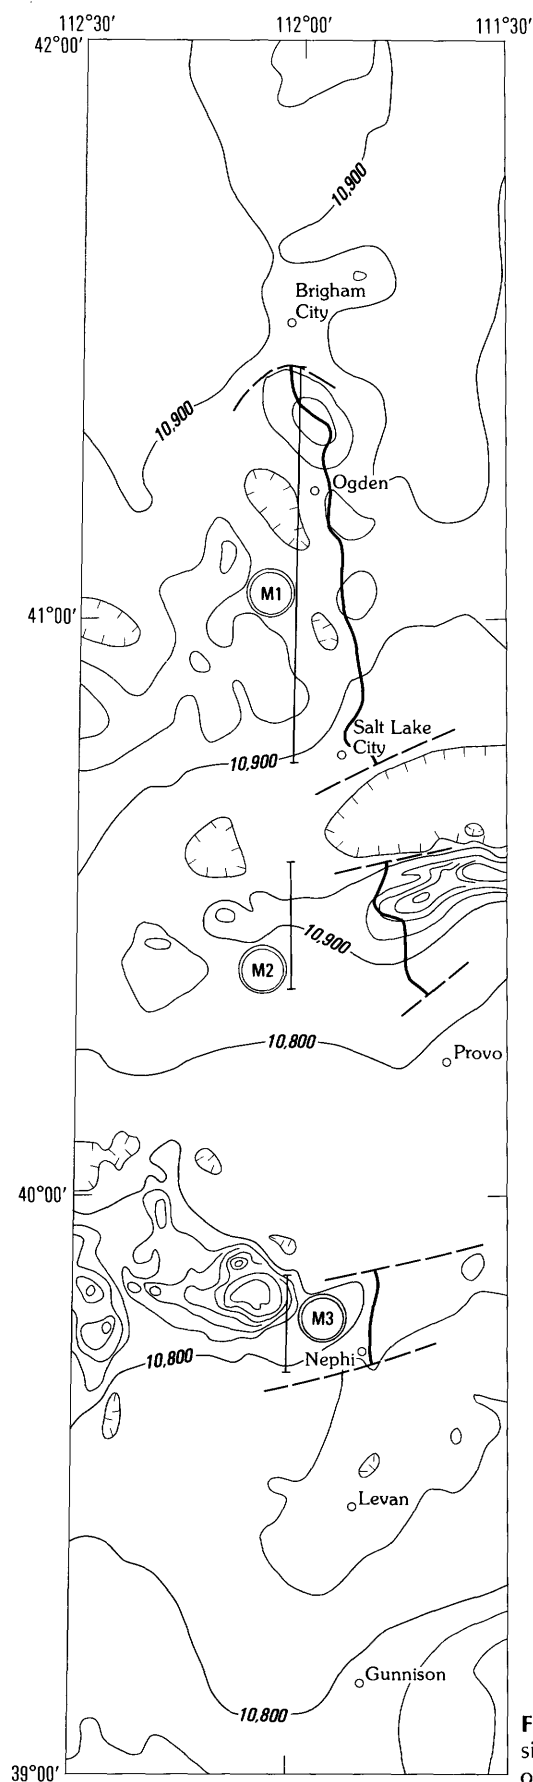 112°30' 112°00' 111°30'
42°00'
10,900
Brigham
City
10,900
Ogden
M1
41°00'
Salt Lake
City
10,900
10,900
M2
10,800
Provo
40°00'
M3
10,800
Nephi
Levan
Gunnison
10,800
F
si
39°00'
o